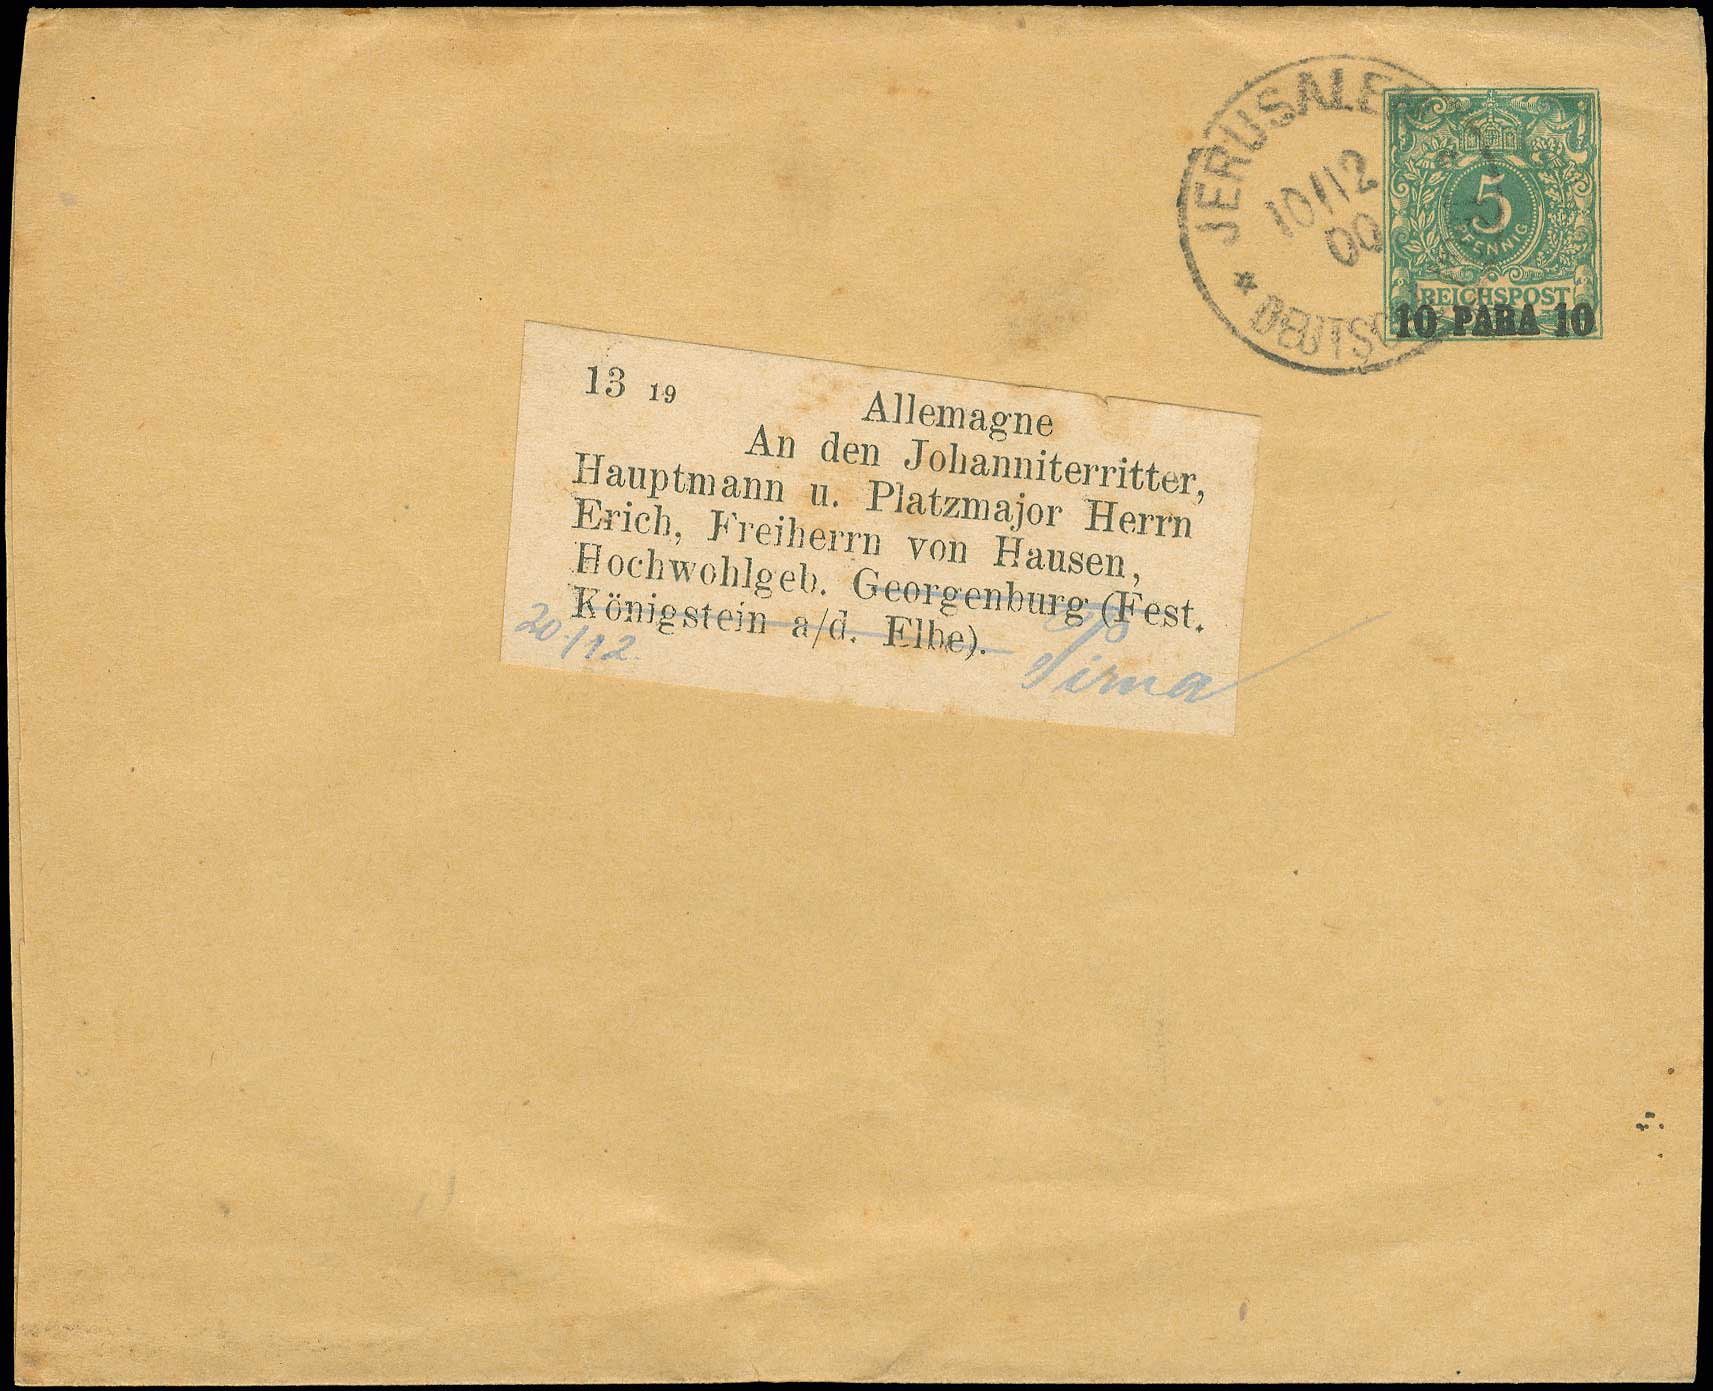 JERUSALEM
10/12
00
* DEUTSC
5
PFENNIG
REICHSPOST
10 PARA 10
13 19
Allemagne
An den Johanniterritter,
Hauptmann u. Platzmajor Herrn
Erich, Freiherrn von Hausen,
Hochwohlgeb. Georgenburg (Fest.
Königstein a/d. Elbe).
20./12.
Pirna